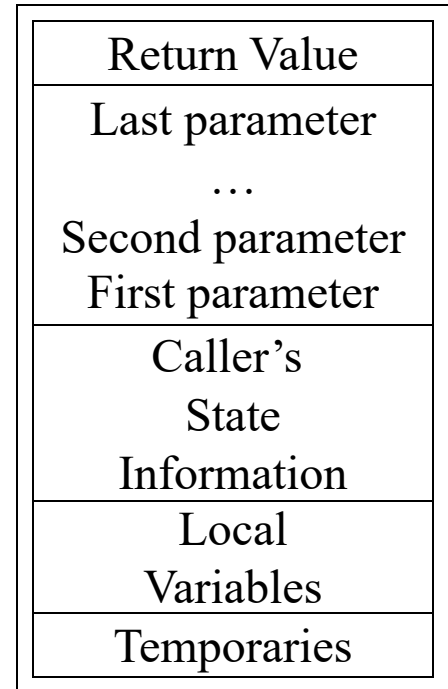 Return Value
Last parameter
…
Second parameter
First parameter
Caller’s
State
Information
Local
Variables
Temporaries